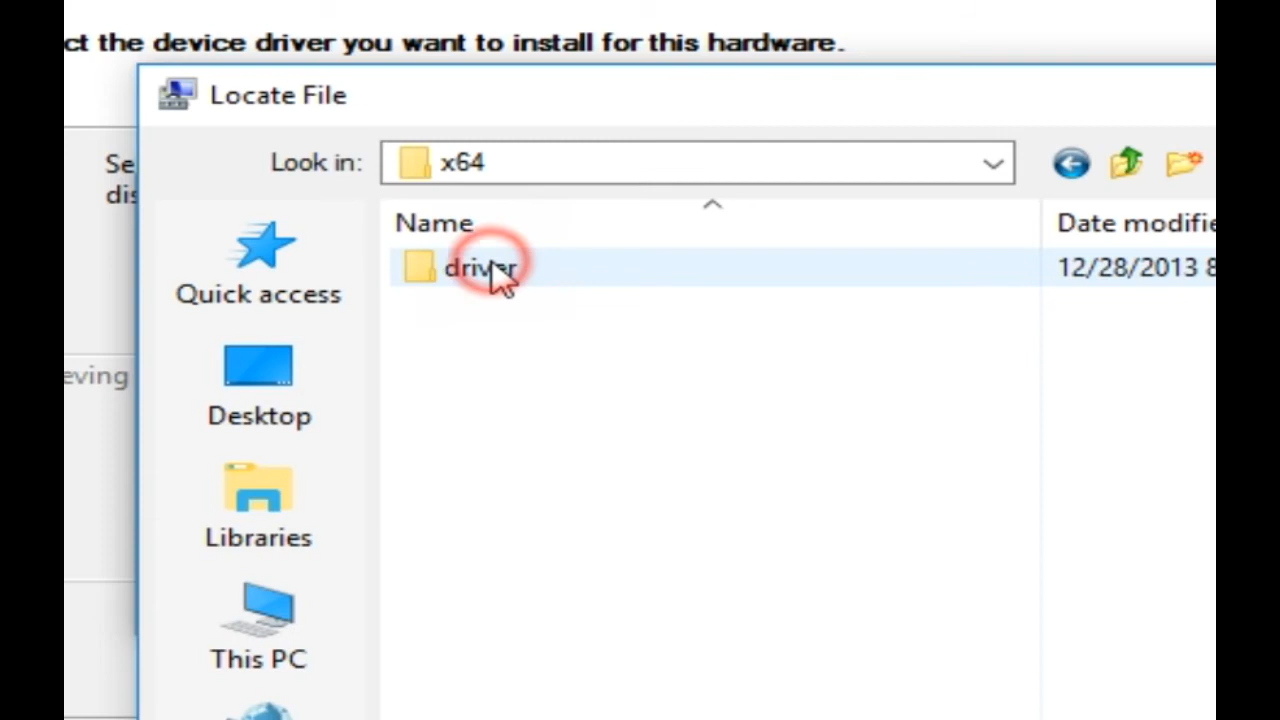 ct the device driver you want to install for this hardware.
Locate File
Look in: x64
Se
dis
Name
Date modifie
driver
12/28/2013 8
Quick access
eving
Desktop
Libraries
This PC